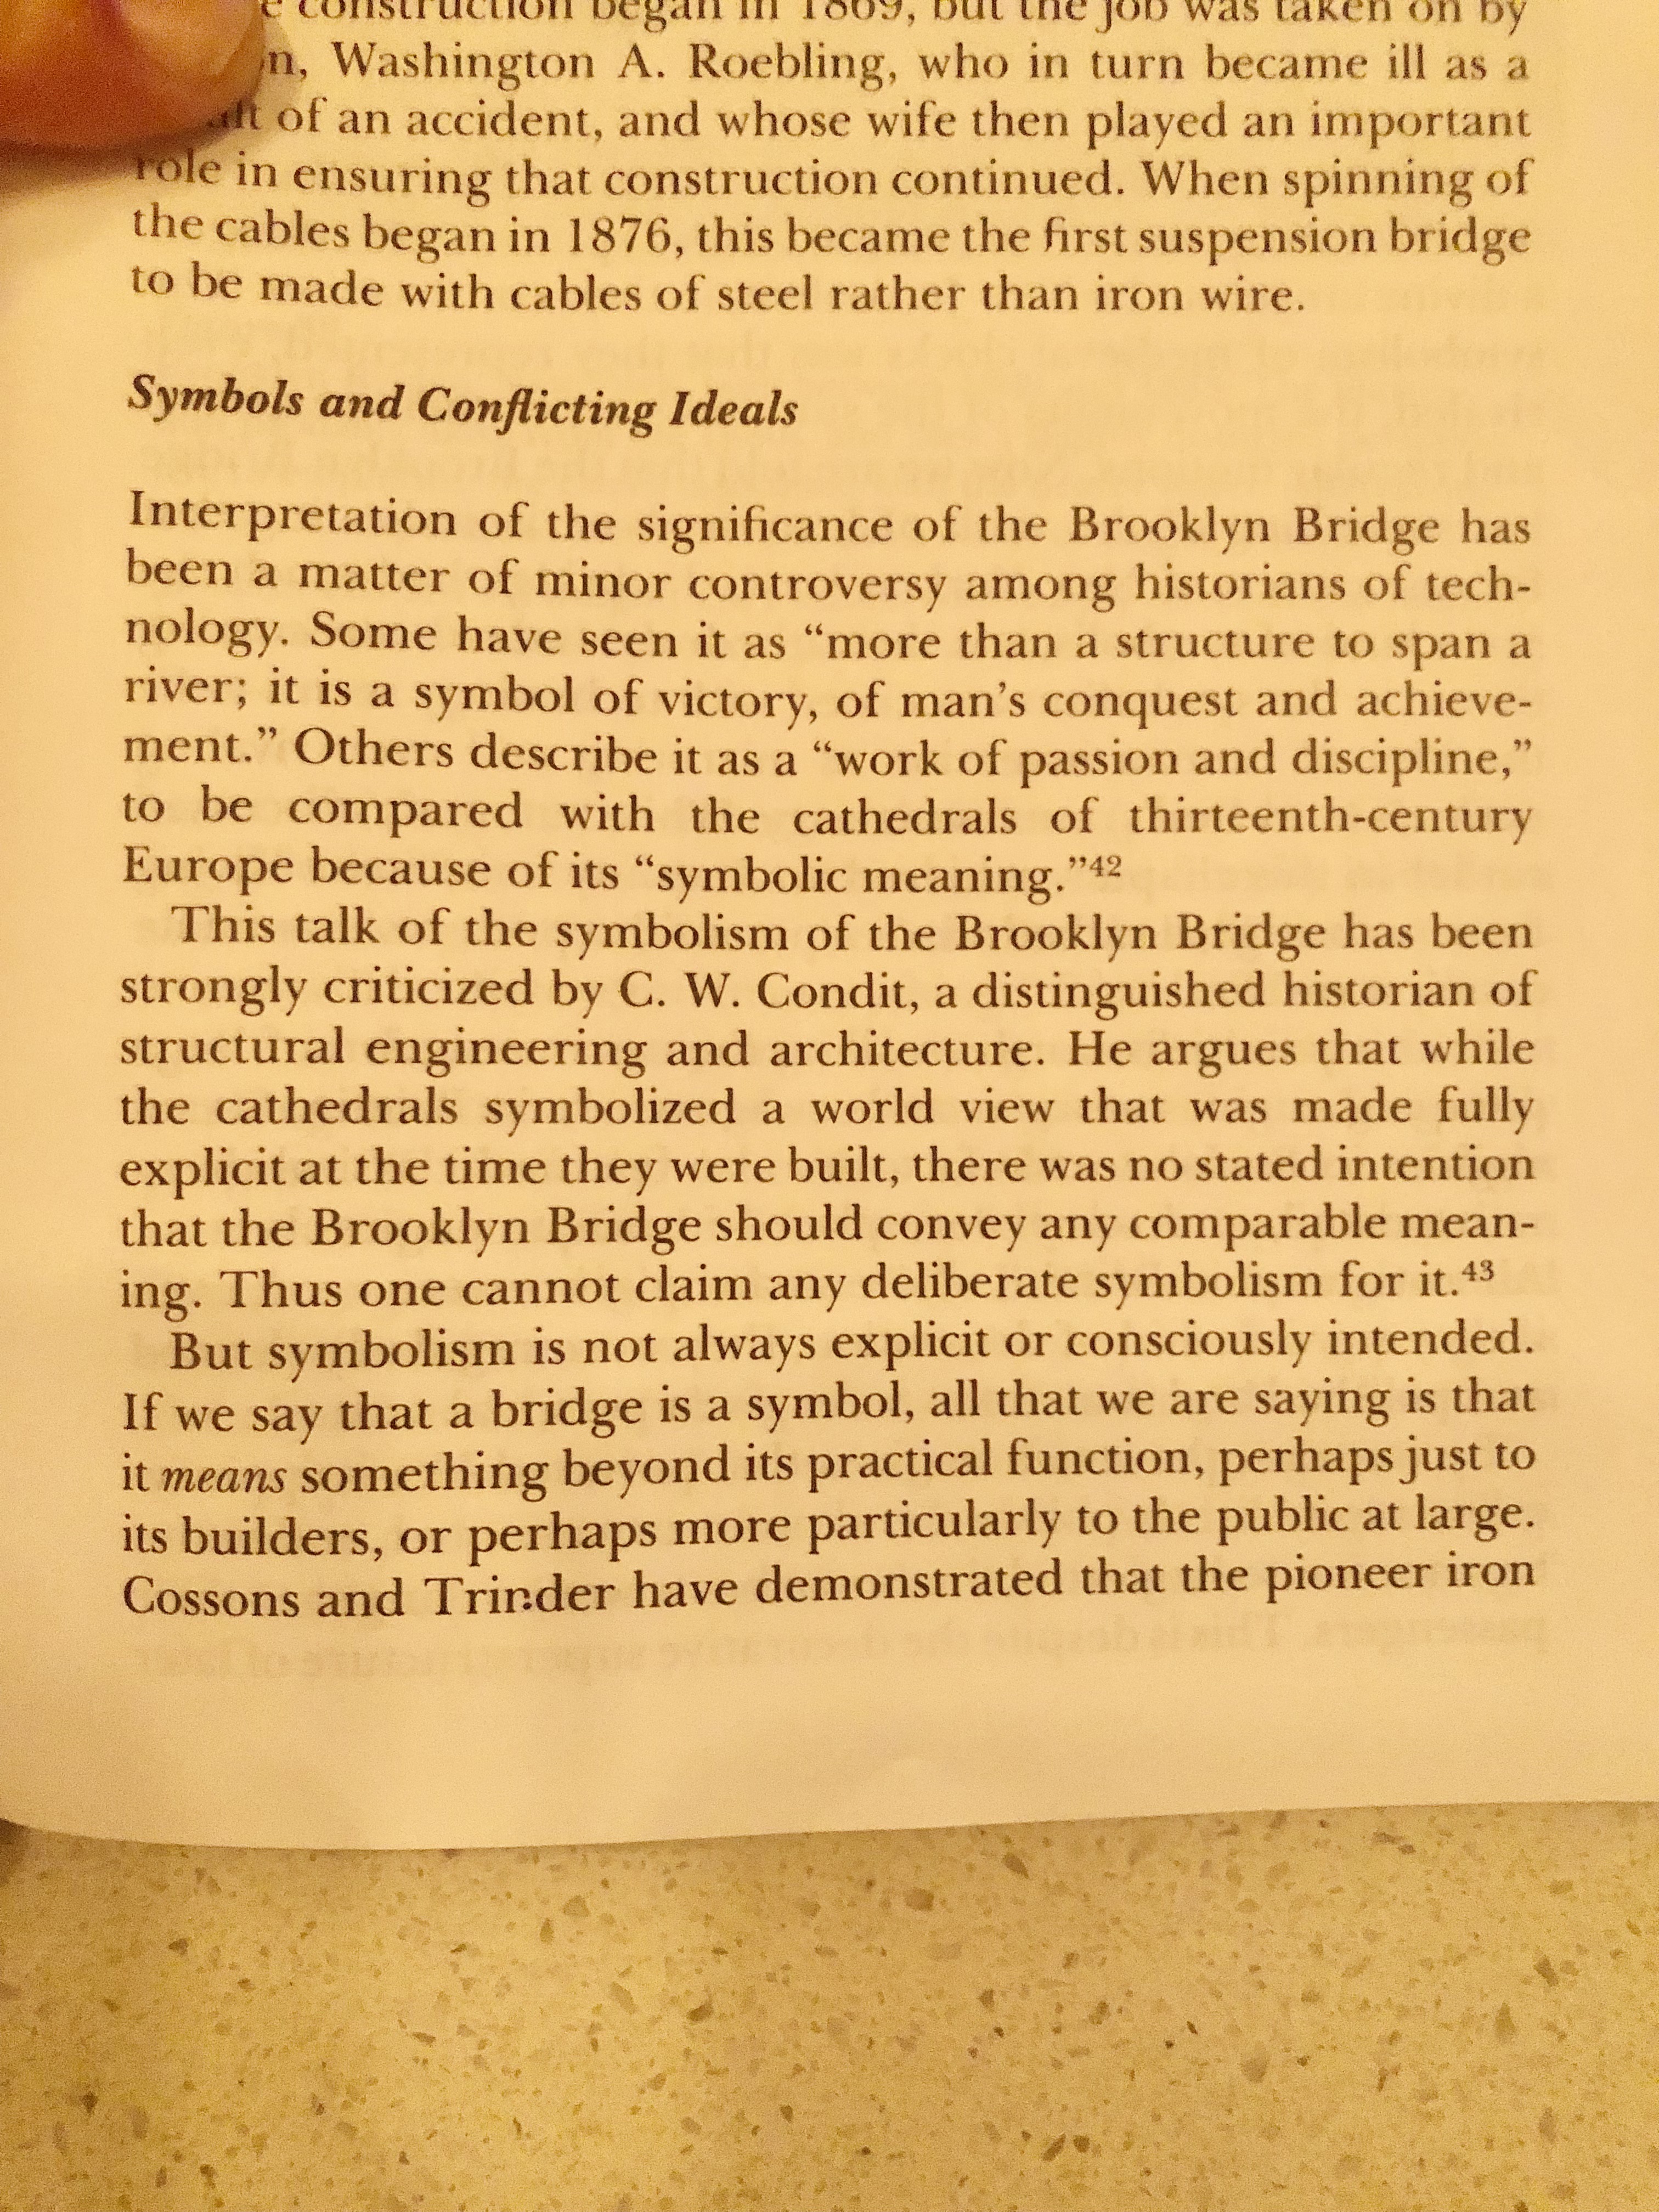 construction began in 1869, but the job was taken on by
Washington A. Roebling, who in turn became ill as a
of an accident, and whose wife then played an important
role in ensuring that construction continued. When spinning of
the cables began in 1876, this became the first suspension bridge
to be made with cables of steel rather than iron wire.
Symbols and Conflicting Ideals
Interpretation of the significance of the Brooklyn Bridge has
been a matter of minor controversy among historians of tech-
nology. Some have seen it as “more than a structure to span a
river; it is a symbol of victory, of man’s conquest and achieve-
ment.” Others describe it as a “work of passion and discipline,”
to be compared with the cathedrals of thirteenth-century
Europe because of its “symbolic meaning.”⁴²
This talk of the symbolism of the Brooklyn Bridge has been
strongly criticized by C. W. Condit, a distinguished historian of
structural engineering and architecture. He argues that while
the cathedrals symbolized a world view that was made fully
explicit at the time they were built, there was no stated intention
that the Brooklyn Bridge should convey any comparable mean-
ing. Thus one cannot claim any deliberate symbolism for it.⁴³
But symbolism is not always explicit or consciously intended.
If we say that a bridge is a symbol, all that we are saying is that
it means something beyond its practical function, perhaps just to
its builders, or perhaps more particularly to the public at large.
Cossons and Trinder have demonstrated that the pioneer iron